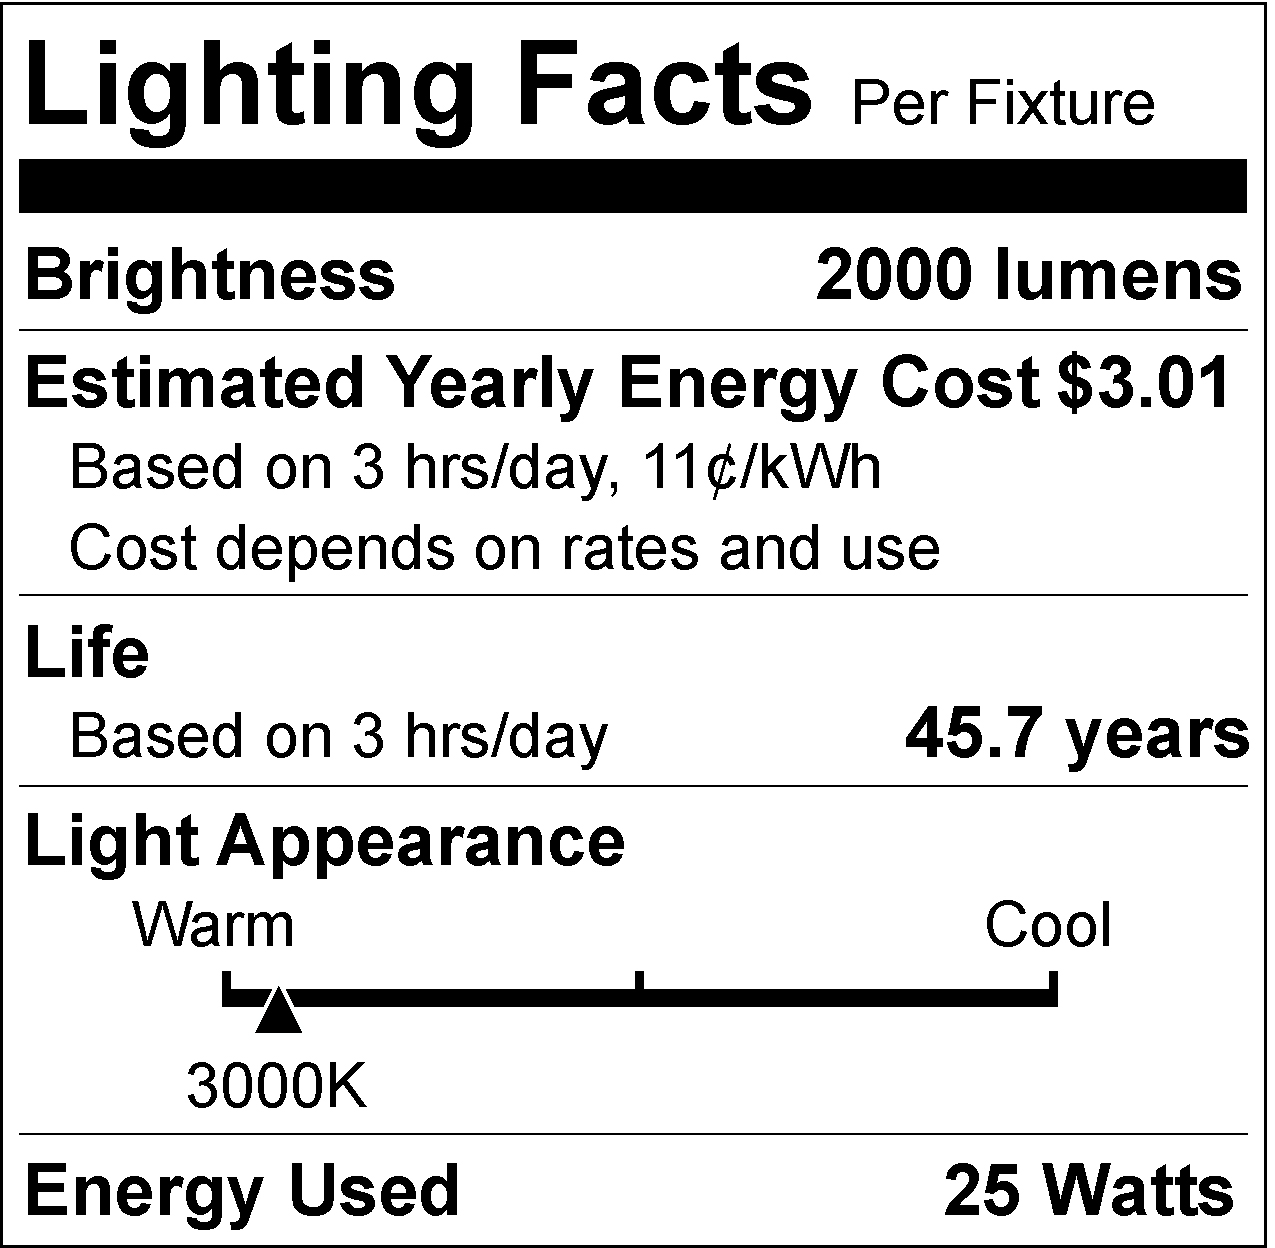 Lighting Facts Per Fixture
Brightness 2000 lumens
Estimated Yearly Energy Cost $3.01
Based on 3 hrs/day, 11¢/kWh
Cost depends on rates and use
Life
Based on 3 hrs/day 45.7 years
Light Appearance
Warm Cool
3000K
Energy Used 25 Watts